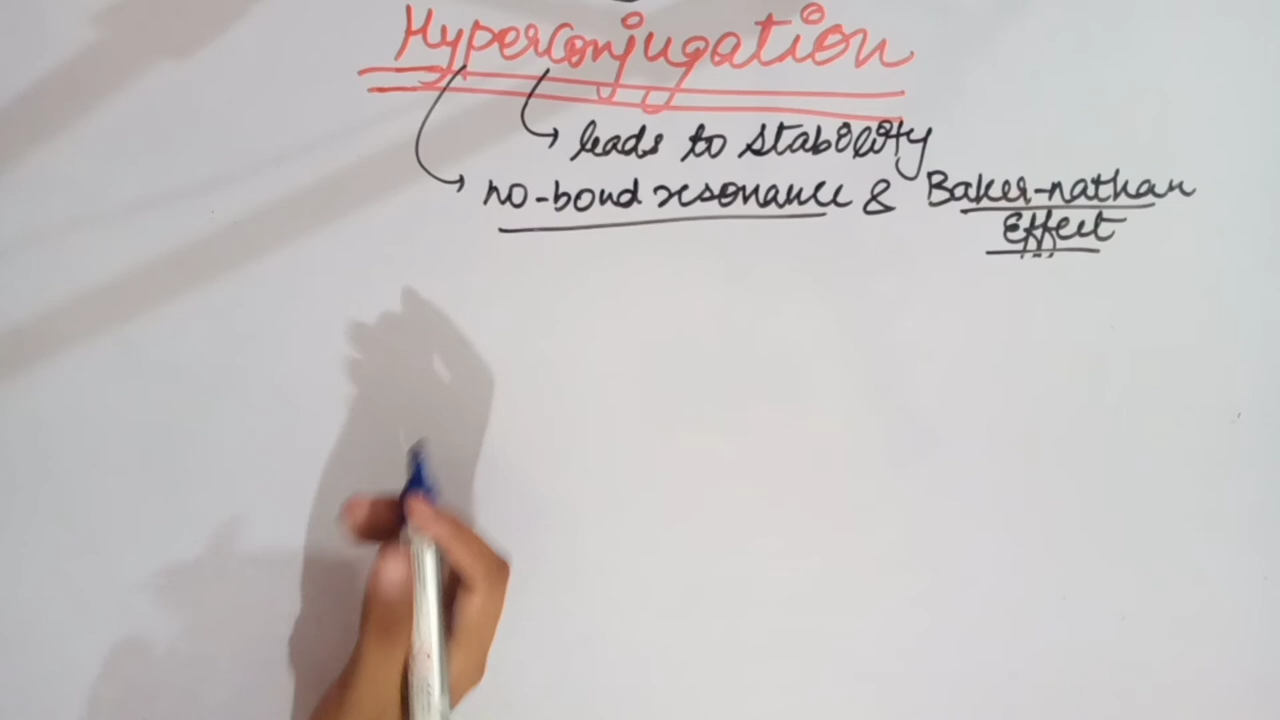 Hyperconjugation
leads to stability
no-bond resonance & Baker-nathan
Effect